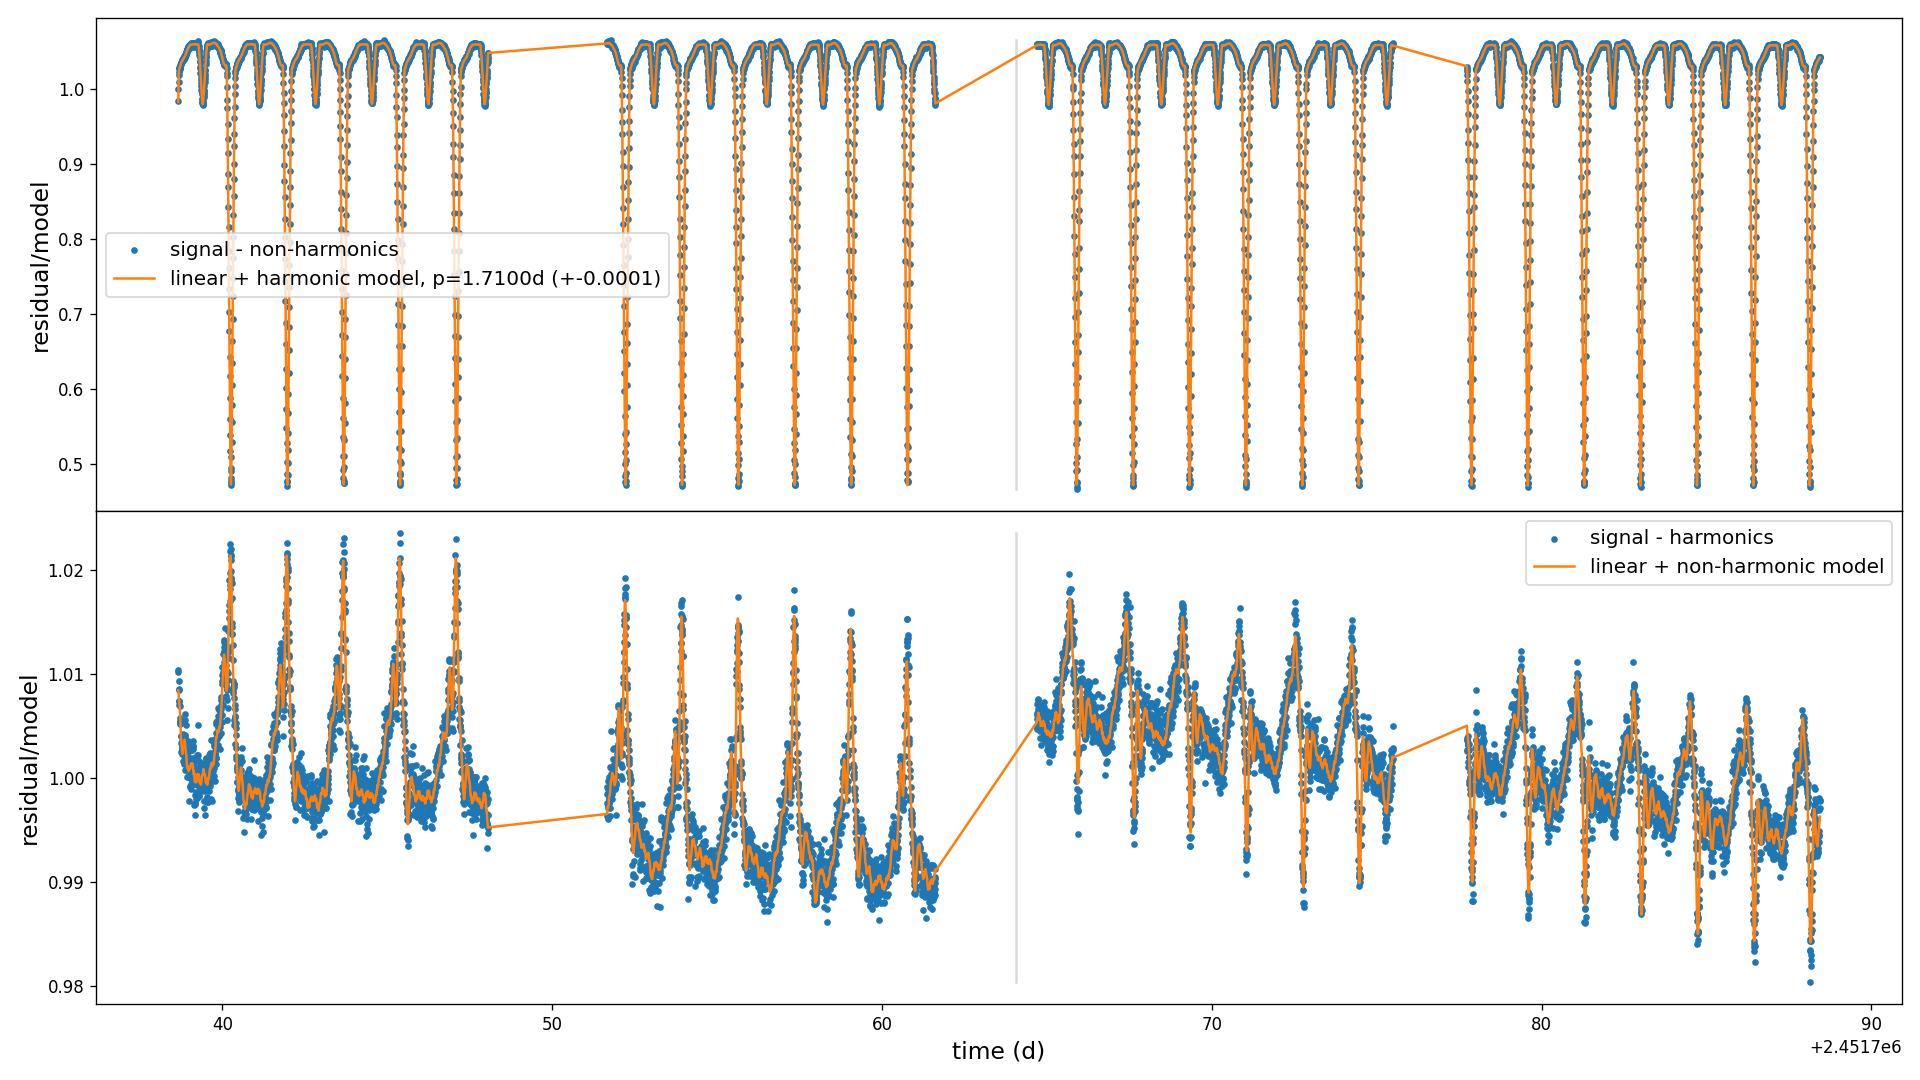 1.0
0.9
0.8
0.7
0.6
0.5
residual/model
signal - non-harmonics
linear + harmonic model, p=1.7100d (+-0.0001)
1.02
1.01
1.00
0.99
0.98
residual/model
signal - harmonics
linear + non-harmonic model
40
50
60
70
80
90
time (d)
+2.4517e6